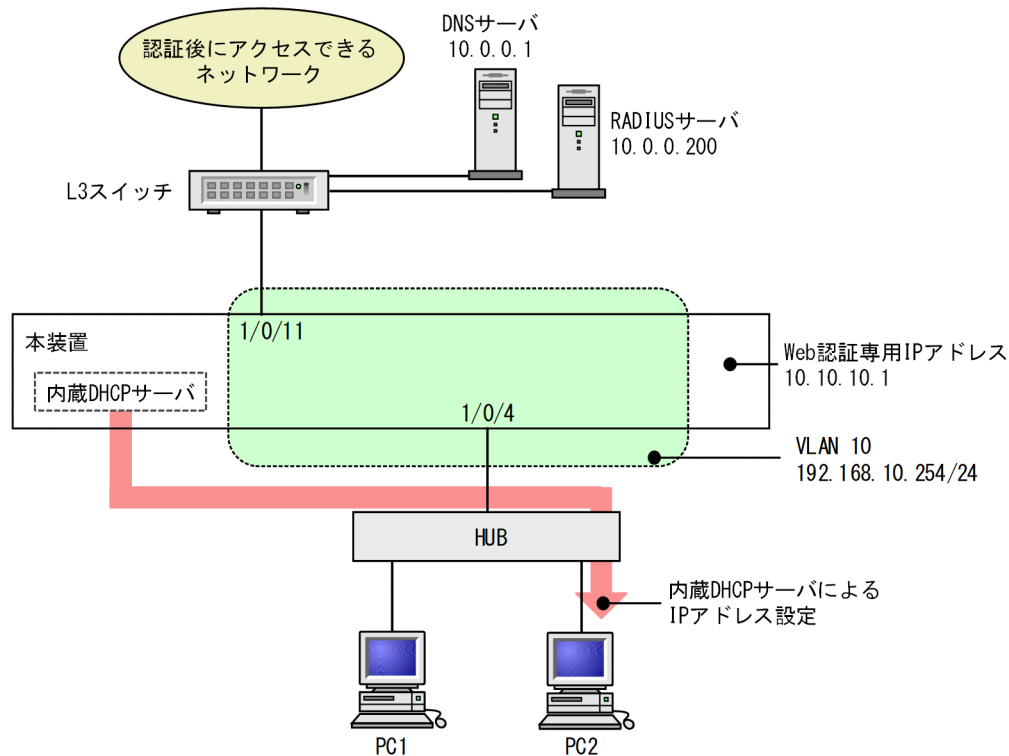 認証後にアクセスできる
ネットワーク
DNSサーバ
10.0.0.1
RADIUSサーバ
10.0.0.200
L3スイッチ
1/0/11
本装置
内蔵DHCPサーバ
1/0/4
Web認証専用IPアドレス
10.10.10.1
VLAN 10
192.168.10.254/24
HUB
内蔵DHCPサーバによる
IPアドレス設定
PC1
PC2